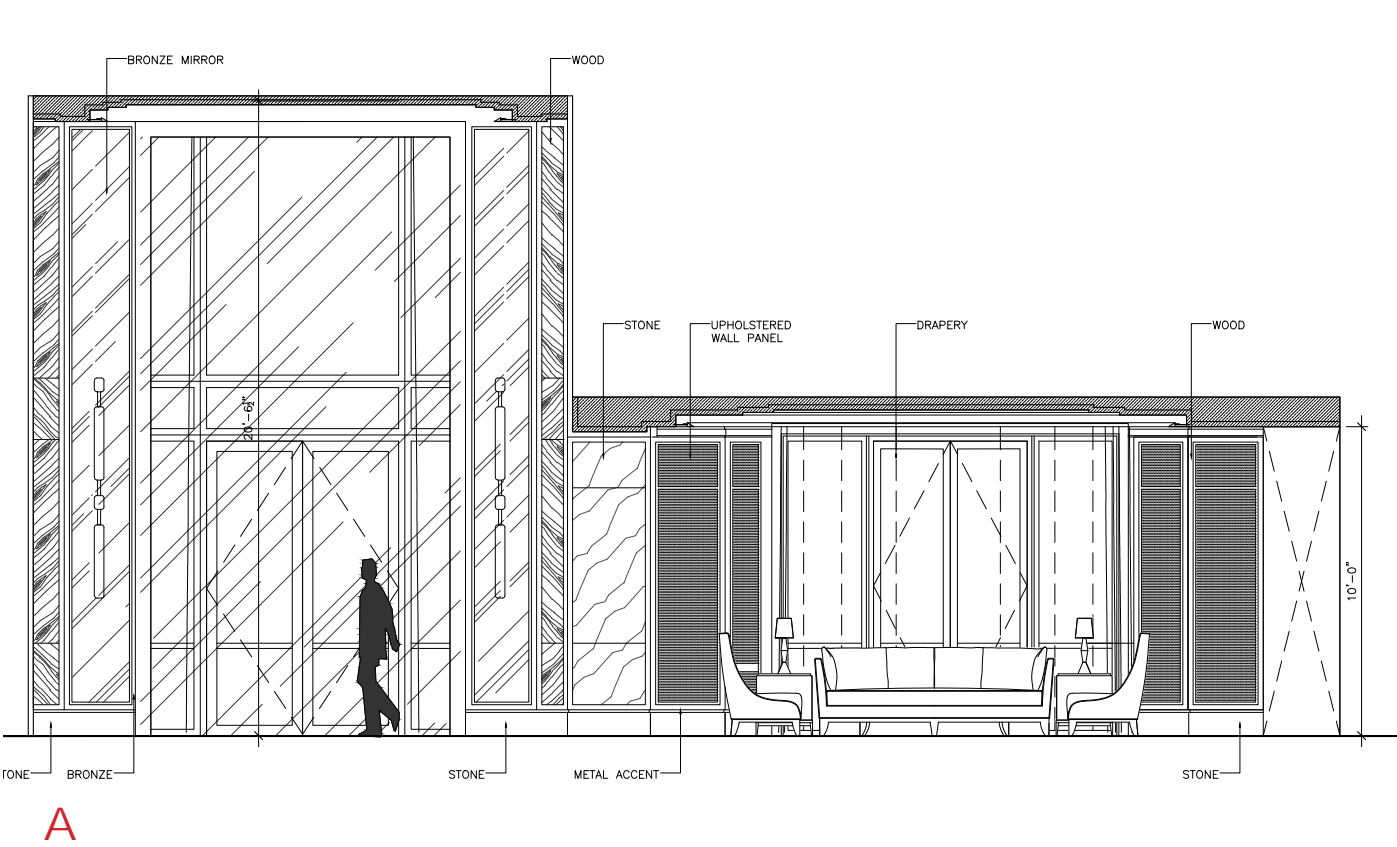 BRONZE MIRROR
WOOD
STONE
UPHOLSTERED
WALL PANEL
DRAPERY
WOOD
20'-6½"
10'-0"
TONE
BRONZE
STONE
METAL ACCENT
STONE
A